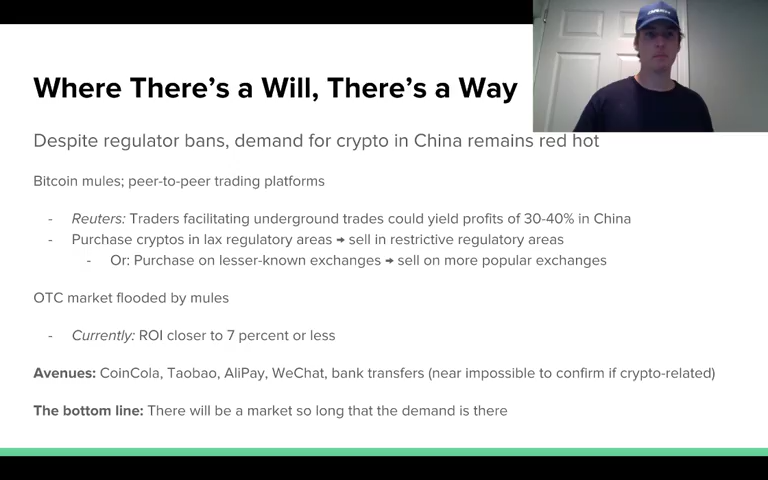 Where There's a Will, There's a Way
Despite regulator bans, demand for crypto in China remains red hot
Bitcoin mules; peer-to-peer trading platforms
- Reuters: Traders facilitating underground trades could yield profits of 30-40% in China
- Purchase cryptos in lax regulatory areas → sell in restrictive regulatory areas
- Or: Purchase on lesser-known exchanges → sell on more popular exchanges
OTC market flooded by mules
- Currently: ROI closer to 7 percent or less
Avenues: CoinCola, Taobao, AliPay, WeChat, bank transfers (near impossible to confirm if crypto-related)
The bottom line: There will be a market so long that the demand is there